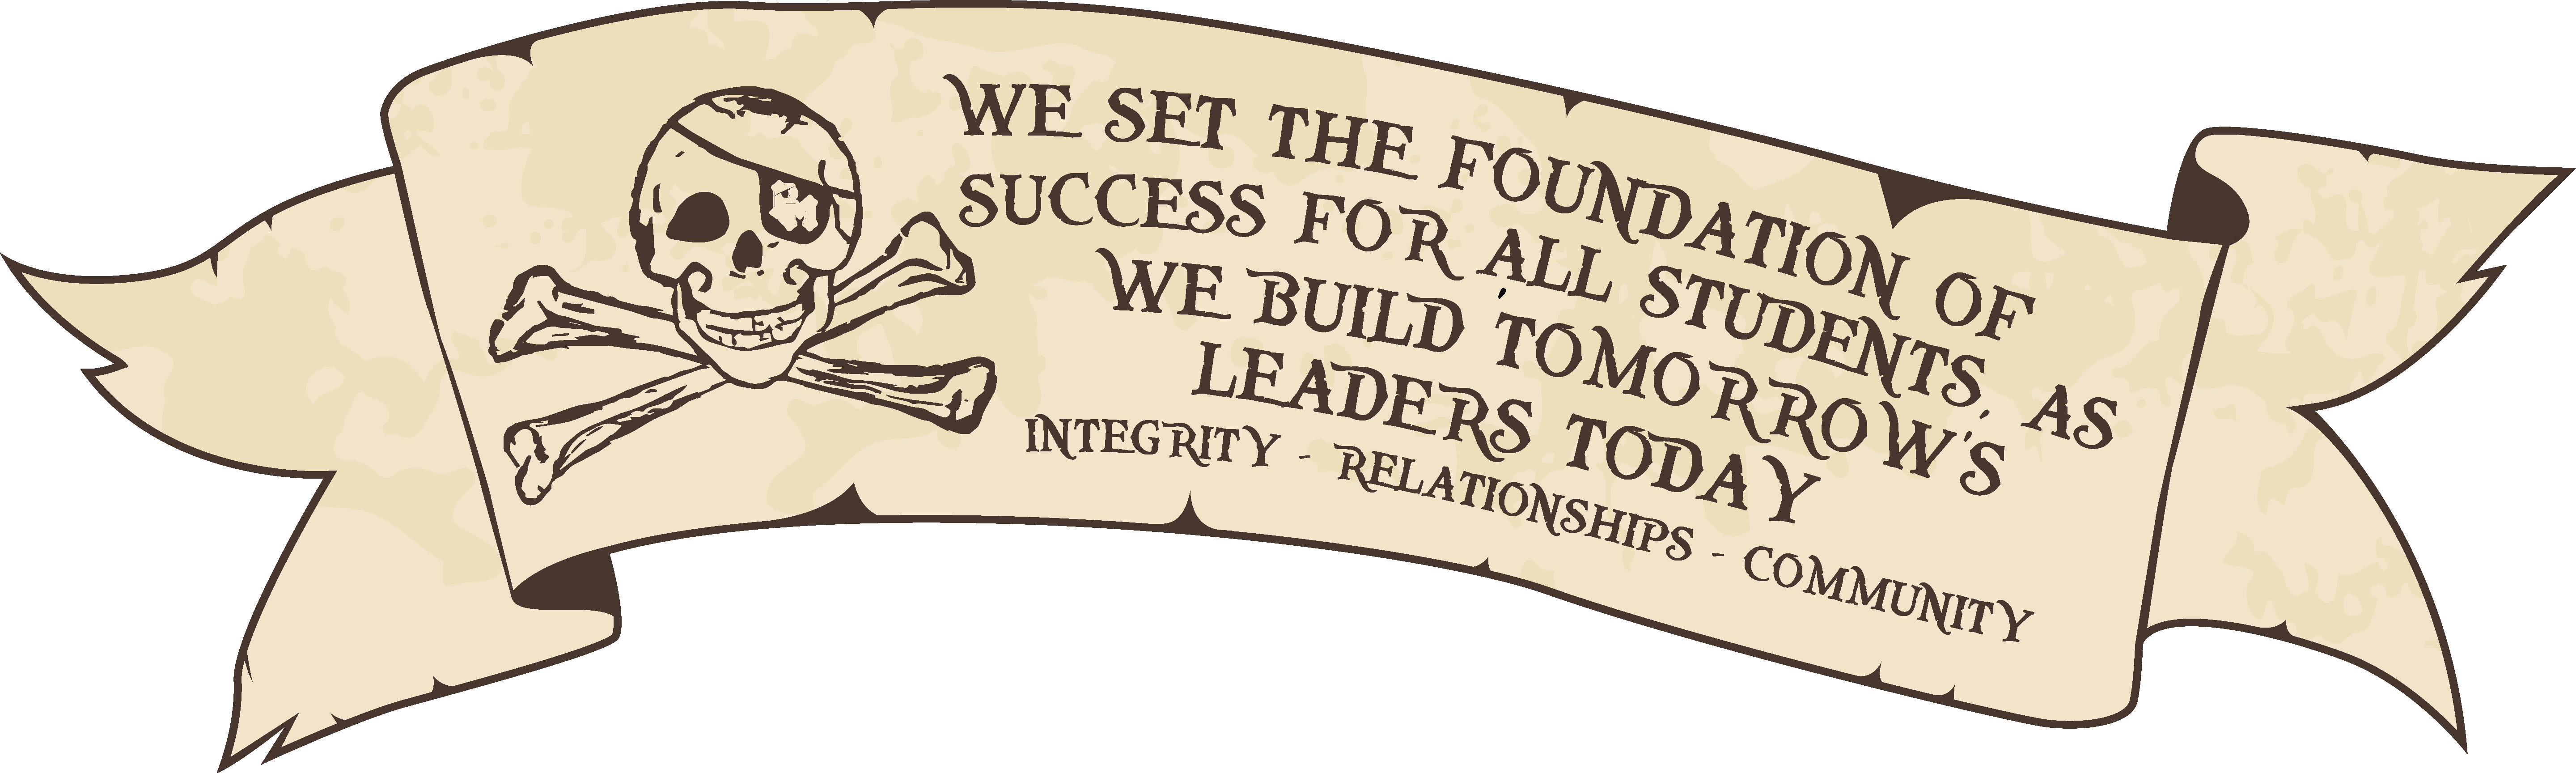 WE SET THE FOUNDATION OF
SUCCESS FOR ALL STUDENTS, AS
WE BUILD TOMORROW'S
LEADERS TODAY
INTEGRITY - RELATIONSHIPS - COMMUNITY